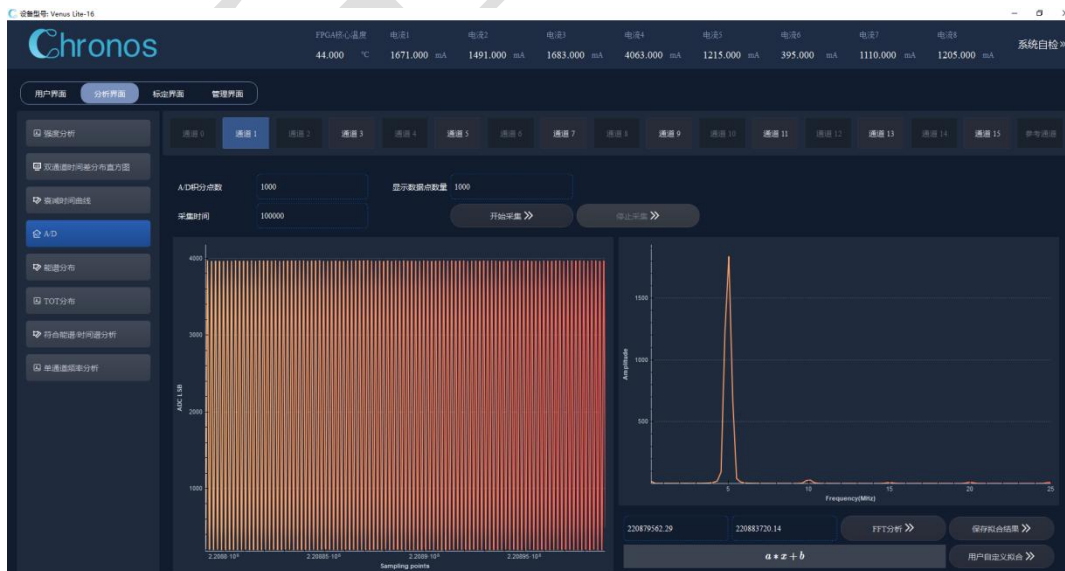 设备型号: Venus Lite-16
Chronos
FPGA核心温度 电流1 电流2 电流3 电流4 电流5 电流6 电流7 电流8
44.000 ℃ 1671.000 mA 1491.000 mA 1683.000 mA 4063.000 mA 1215.000 mA 395.000 mA 1110.000 mA 1205.000 mA
系统自检
用户界面 分析界面 标定界面 管理界面
强度分析
双通道时间差分布直方图
衰减时间曲线
A/D
能谱分布
TOT分布
符合能谱/时间谱分析
单通道频率分析
通道 0 通道 1 通道 2 通道 3 通道 4 通道 5 通道 6 通道 7 通道 8 通道 9 通道 10 通道 11 通道 12 通道 13 通道 14 通道 15 参考通道
A/D积分点数 1000 显示数据点数量 1000
采集时间 100000 开始采集 停止采集
4000
3000
2000
1000
ADC LSB
2.2088·10⁸ 2.20885·10⁸ 2.2089·10⁸ 2.20895·10⁸
Sampling points
1500
1000
500
Amplitude
5 10 15 20 25
Frequency(MHz)
220879562.29 220883720.14 FFT分析 保存拟合结果
a * x + b 用户自定义拟合